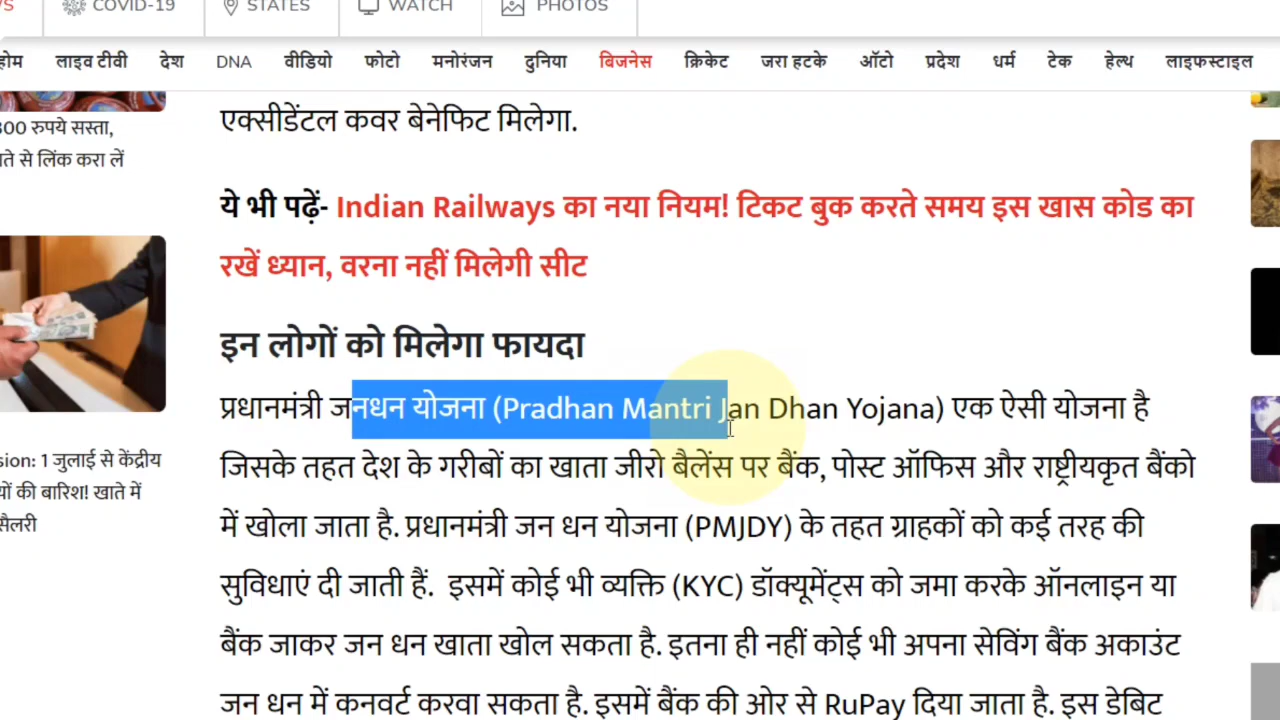 COVID-19
STATES
WATCH
PHOTOS
होम लाइव टीवी देश DNA वीडियो फोटो मनोरंजन दुनिया बिजनेस क्रिकेट जरा हटके ऑटो प्रदेश धर्म टेक हेल्थ लाइफस्टाइल
300 रुपये सस्ता,
ते से लिंक करा लें
एक्सीडेंटल कवर बेनेफिट मिलेगा.
ये भी पढ़ें- Indian Railways का नया नियम! टिकट बुक करते समय इस खास कोड का
रखें ध्यान, वरना नहीं मिलेगी सीट
इन लोगों को मिलेगा फायदा
प्रधानमंत्री जनधन योजना (Pradhan Mantri Jan Dhan Yojana) एक ऐसी योजना है
जिसके तहत देश के गरीबों का खाता जीरो बैलेंस पर बैंक, पोस्ट ऑफिस और राष्ट्रीयकृत बैंको
में खोला जाता है. प्रधानमंत्री जन धन योजना (PMJDY) के तहत ग्राहकों को कई तरह की
सुविधाएं दी जाती हैं. इसमें कोई भी व्यक्ति (KYC) डॉक्यूमेंट्स को जमा करके ऑनलाइन या
बैंक जाकर जन धन खाता खोल सकता है. इतना ही नहीं कोई भी अपना सेविंग बैंक अकाउंट
जन धन में कनवर्ट करवा सकता है. इसमें बैंक की ओर से RuPay दिया जाता है. इस डेबिट
sion: 1 जुलाई से केंद्रीय
यों की बारिश! खाते में
सैलरी